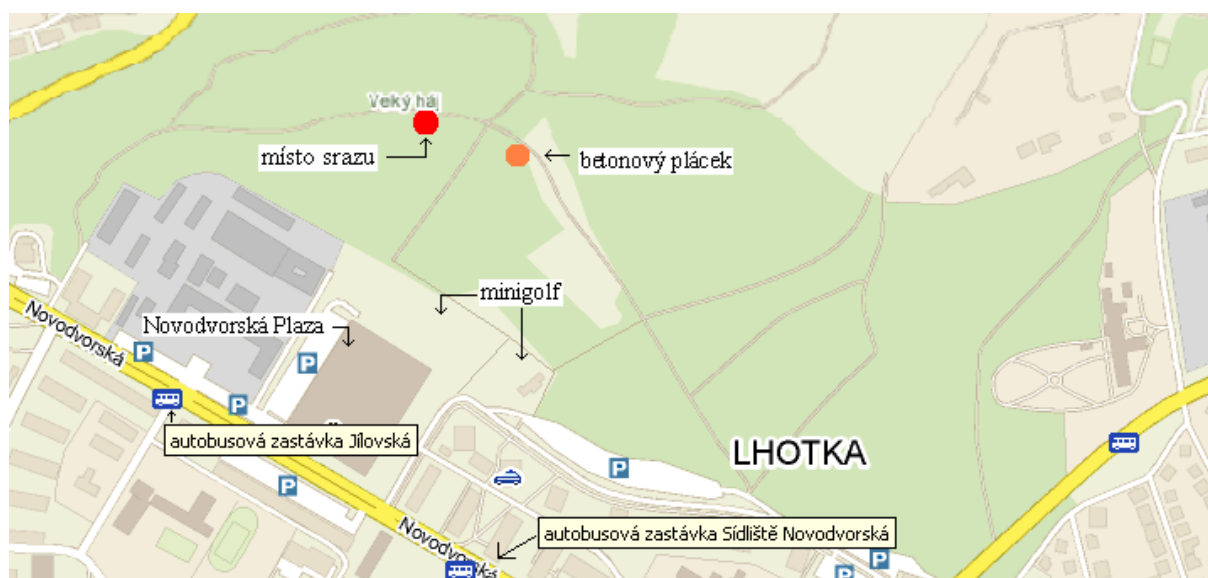 Veký háj
místo srazu
betonový plácek
minigolf
Novodvorská Plaza
Novodvorská
P
P
P
autobusová zastávka Jílovská
LHOTKA
P
P
Novodvorská
autobusová zastávka Sídliště Novodvorská
P
P